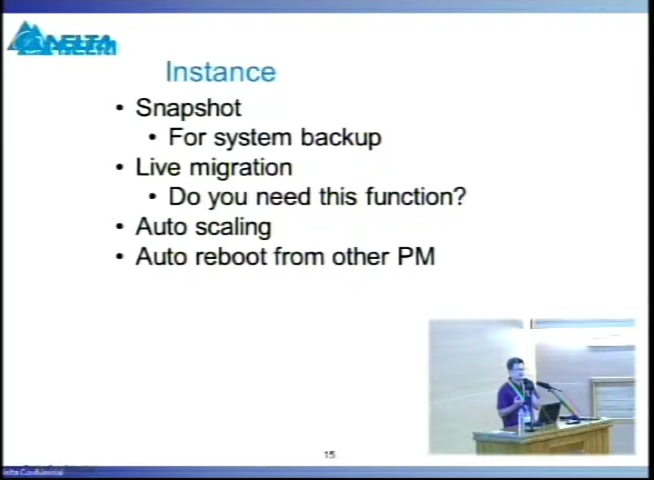 Instance
• Snapshot
• For system backup
• Live migration
• Do you need this function?
• Auto scaling
• Auto reboot from other PM
15
Delta Confidential